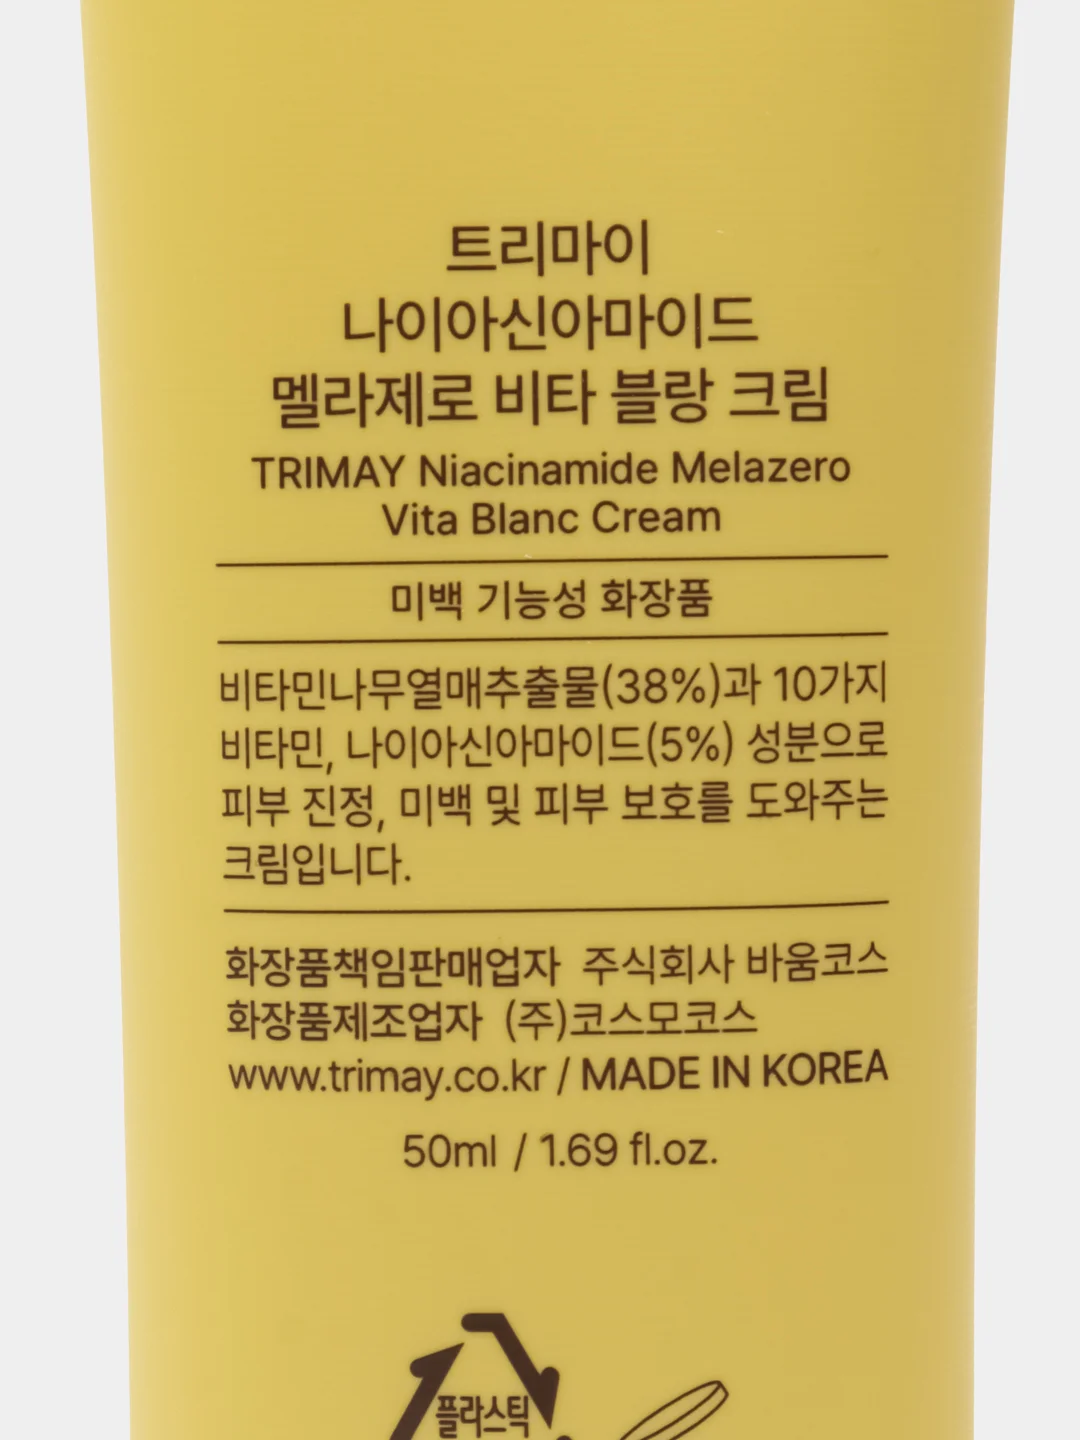 트리마이
나이아신아마이드
멜라제로 비타 블랑 크림
TRIMAY Niacinamide Melazero
Vita Blanc Cream
미백 기능성 화장품
비타민나무열매추출물(38%)과 10가지
비타민, 나이아신아마이드(5%) 성분으로
피부 진정, 미백 및 피부 보호를 도와주는
크림입니다.
화장품책임판매업자 주식회사 바움코스
화장품제조업자 (주)코스모코스
www.trimay.co.kr / MADE IN KOREA
50ml / 1.69 fl.oz.
플라스틱